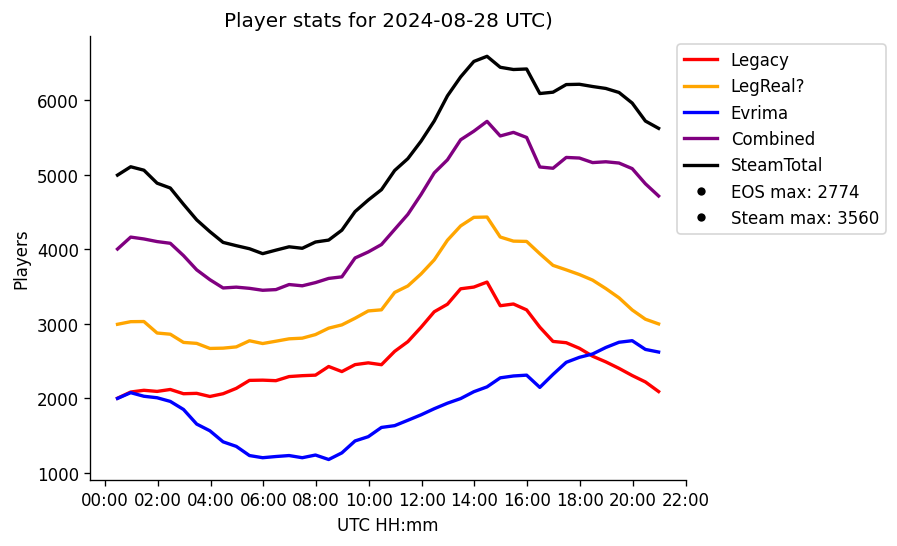 Player stats for 2024-08-28 UTC)
Legacy
LegReal?
Evrima
Combined
SteamTotal
EOS max: 2774
Steam max: 3560
Players
6000
5000
4000
3000
2000
1000
00:00 02:00 04:00 06:00 08:00 10:00 12:00 14:00 16:00 18:00 20:00 22:00
UTC HH:mm